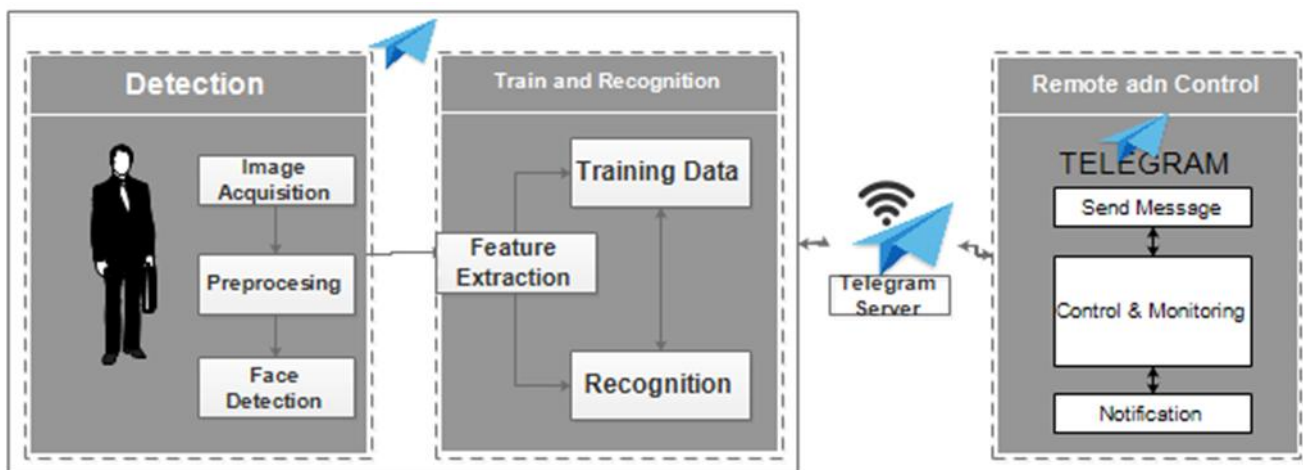 Detection
Image
Acquisition
Preprocesing
Face
Detection
Train and Recognition
Feature
Extraction
Training Data
Recognition
Telegram
Server
Remote adn Control
TELEGRAM
Send Message
Control & Monitoring
Notification